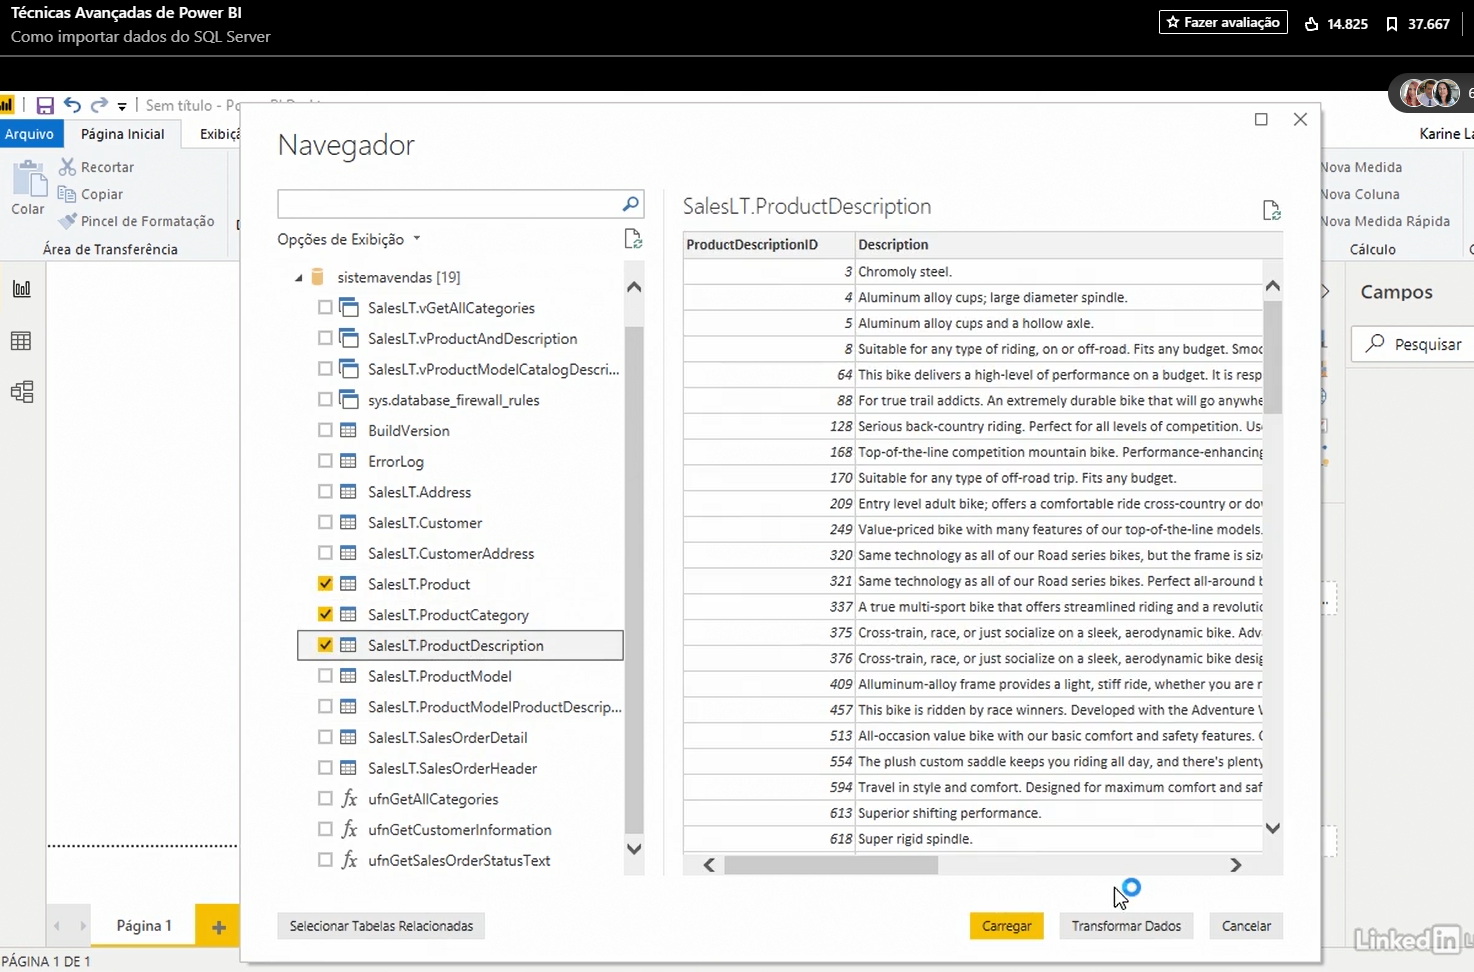 Técnicas Avançadas de Power BI
Como importar dados do SQL Server
Fazer avaliação
14.825
37.667
Sem título - Po
Arquivo
Página Inicial
Karine La
Recortar
Copiar
Colar
Pincel de Formatação
Área de Transferência
Nova Medida
Nova Coluna
Nova Medida Rápida
Cálculo
Navegador
Opções de Exibição
sistemavendas [19]
SalesLT.vGetAllCategories
SalesLT.vProductAndDescription
SalesLT.vProductModelCatalogDescri...
sys.database_firewall_rules
BuildVersion
ErrorLog
SalesLT.Address
SalesLT.Customer
SalesLT.CustomerAddress
SalesLT.Product
SalesLT.ProductCategory
SalesLT.ProductDescription
SalesLT.ProductModel
SalesLT.ProductModelProductDescrip...
SalesLT.SalesOrderDetail
SalesLT.SalesOrderHeader
ufnGetAllCategories
ufnGetCustomerInformation
ufnGetSalesOrderStatusText
SalesLT.ProductDescription
ProductDescriptionID Description
3 Chromoly steel.
4 Aluminum alloy cups; large diameter spindle.
5 Aluminum alloy cups and a hollow axle.
8 Suitable for any type of riding, on or off-road. Fits any budget. Smoo
64 This bike delivers a high-level of performance on a budget. It is resp
88 For true trail addicts. An extremely durable bike that will go anywhe
128 Serious back-country riding. Perfect for all levels of competition. Us
168 Top-of-the-line competition mountain bike. Performance-enhancing
170 Suitable for any type of off-road trip. Fits any budget.
209 Entry level adult bike; offers a comfortable ride cross-country or do
249 Value-priced bike with many features of our top-of-the-line models.
320 Same technology as all of our Road series bikes, but the frame is siz
321 Same technology as all of our Road series bikes. Perfect all-around b
337 A true multi-sport bike that offers streamlined riding and a revolutic
375 Cross-train, race, or just socialize on a sleek, aerodynamic bike. Adv
376 Cross-train, race, or just socialize on a sleek, aerodynamic bike desig
409 Alluminum-alloy frame provides a light, stiff ride, whether you are r
457 This bike is ridden by race winners. Developed with the Adventure W
513 All-occasion value bike with our basic comfort and safety features. O
554 The plush custom saddle keeps you riding all day, and there's plenty
594 Travel in style and comfort. Designed for maximum comfort and saf
613 Superior shifting performance.
618 Super rigid spindle.
Selecionar Tabelas Relacionadas
Carregar
Transformar Dados
Cancelar
Campos
Pesquisar
Página 1
PÁGINA 1 DE 1
LinkedIn